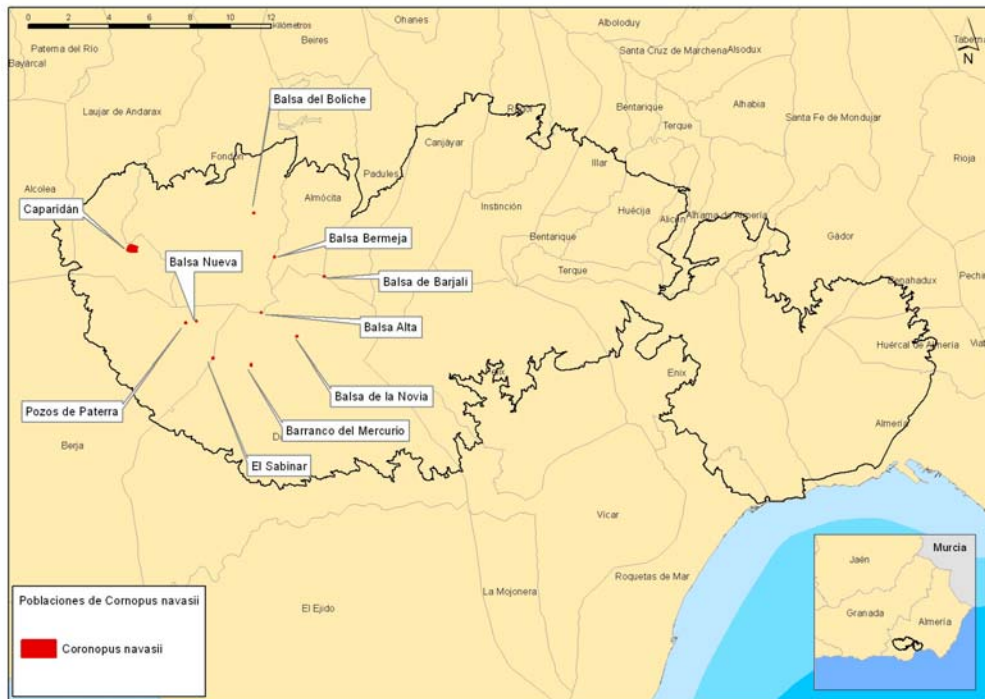 0 2 4 6 8 10 12
kilómetros
Ohanes
Alboloduy
Paterna del Río
Beires
Santa Cruz de Marchena
Alsodux
Taberna
Bayárcal
N
Balsa del Boliche
Bentarique
Alhabia
Laujar de Andarax
Terque
Santa Fe de Mondujar
Canjáyar
Fondón
Illar
Rioja
Padules
Alcolea
Almócita
Instinción
Huécija
Alicún
Alhama de Almería
Caparidán
Balsa Bermeja
Bentarique
Gádor
Balsa Nueva
Terque
Benahadux
Balsa de Barjali
Balsa Alta
Huércal de Almería
Enix
Balsa de la Novia
Pozos de Paterra
Barranco del Mercurio
Almería
Berja
El Sabinar
Vicar
Murcia
Jaén
Roquetas de Mar
La Mojonera
Poblaciones de Cornopus navasii
El Ejido
Granada
Almería
Coronopus navasii